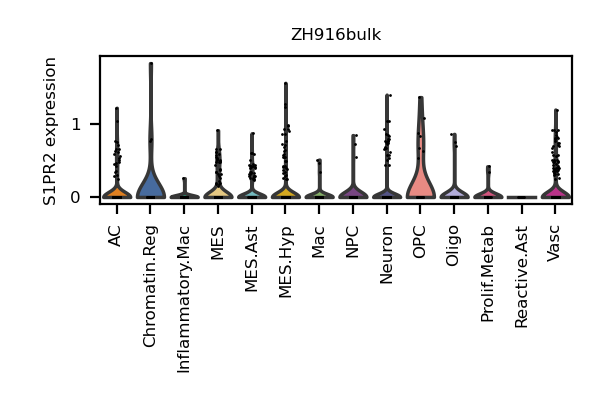 ZH916bulk
S1PR2 expression
1
0
AC
Chromatin.Reg
Inflammatory.Mac
MES
MES.Ast
MES.Hyp
Mac
NPC
Neuron
OPC
Oligo
Prolif.Metab
Reactive.Ast
Vasc